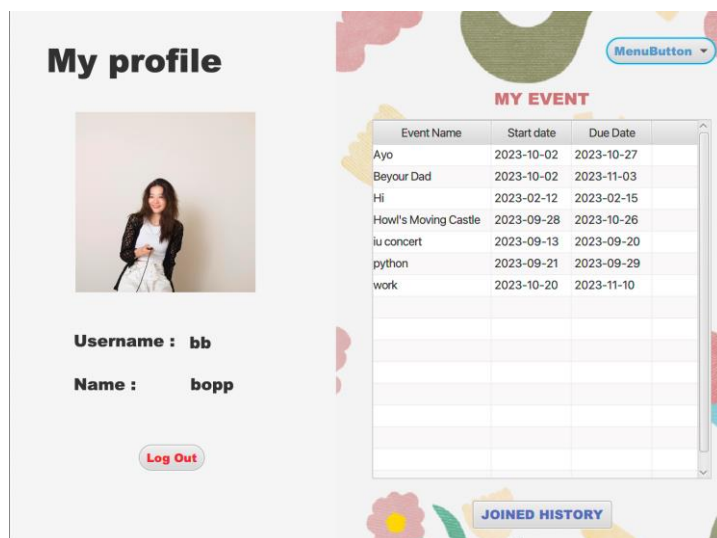 My profile
Username : bb
Name : bopp
Log Out
MenuButton
MY EVENT
Event Name Start date Due Date
Ayo 2023-10-02 2023-10-27
Beyour Dad 2023-10-02 2023-11-03
Hi 2023-02-12 2023-02-15
Howl's Moving Castle 2023-09-28 2023-10-26
iu concert 2023-09-13 2023-09-20
python 2023-09-21 2023-09-29
work 2023-10-20 2023-11-10
JOINED HISTORY